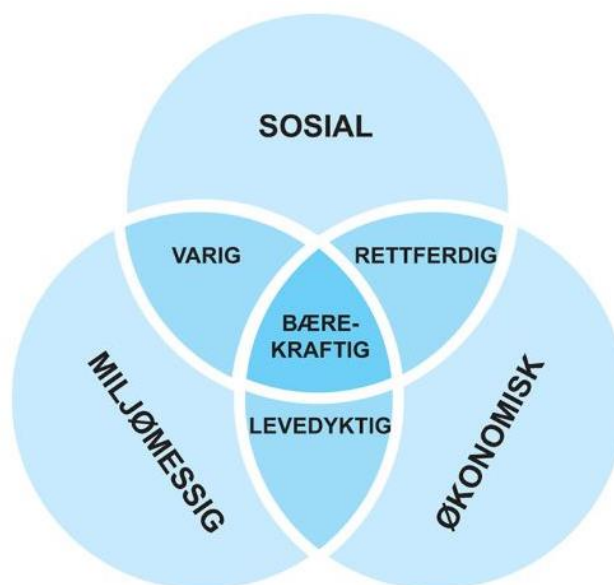 SOSIAL
VARIG
RETTFERDIG
BÆRE-
KRAFTIG
LEVEDYKTIG
MILJØMESSIG
ØKONOMISK